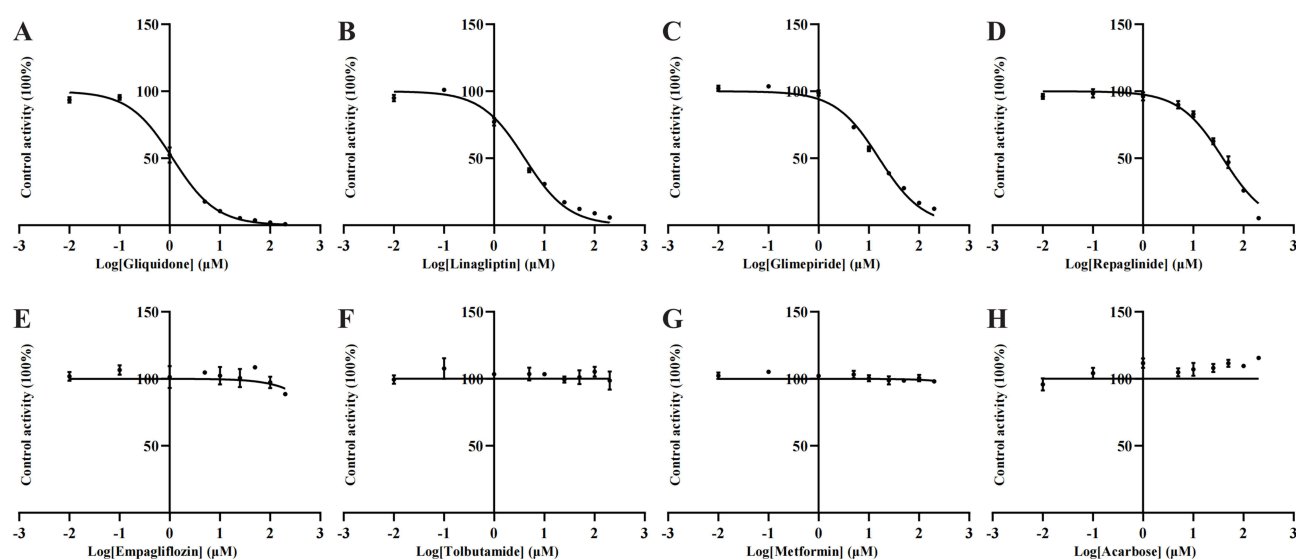 A
Control activity (100%)
150
100
50
-3 -2 -1 0 1 2 3
Log[Gliquidone] (μM)
B
Control activity (100%)
150
100
50
-3 -2 -1 0 1 2 3
Log[Linagliptin] (μM)
C
Control activity (100%)
150
100
50
-3 -2 -1 0 1 2 3
Log[Glimepiride] (μM)
D
Control activity (100%)
150
100
50
-3 -2 -1 0 1 2 3
Log[Repaglinide] (μM)
E
Control activity (100%)
150
100
50
-3 -2 -1 0 1 2 3
Log[Empagliflozin] (μM)
F
Control activity (100%)
150
100
50
-3 -2 -1 0 1 2 3
Log[Tolbutamide] (μM)
G
Control activity (100%)
150
100
50
-3 -2 -1 0 1 2 3
Log[Metformin] (μM)
H
Control activity (100%)
150
100
50
-3 -2 -1 0 1 2 3
Log[Acarbose] (μM)